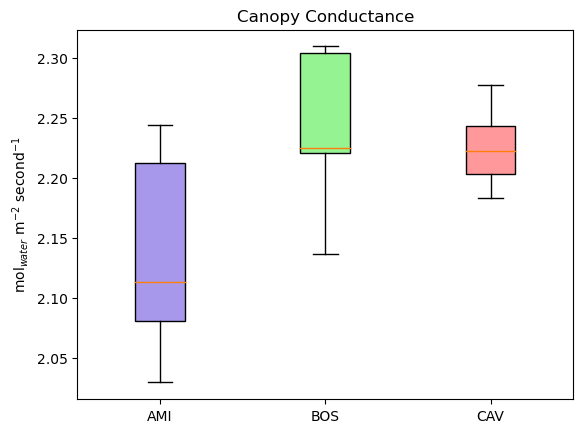 Canopy Conductance
mol_water m⁻² second⁻¹
2.30
2.25
2.20
2.15
2.10
2.05
AMI BOS CAV